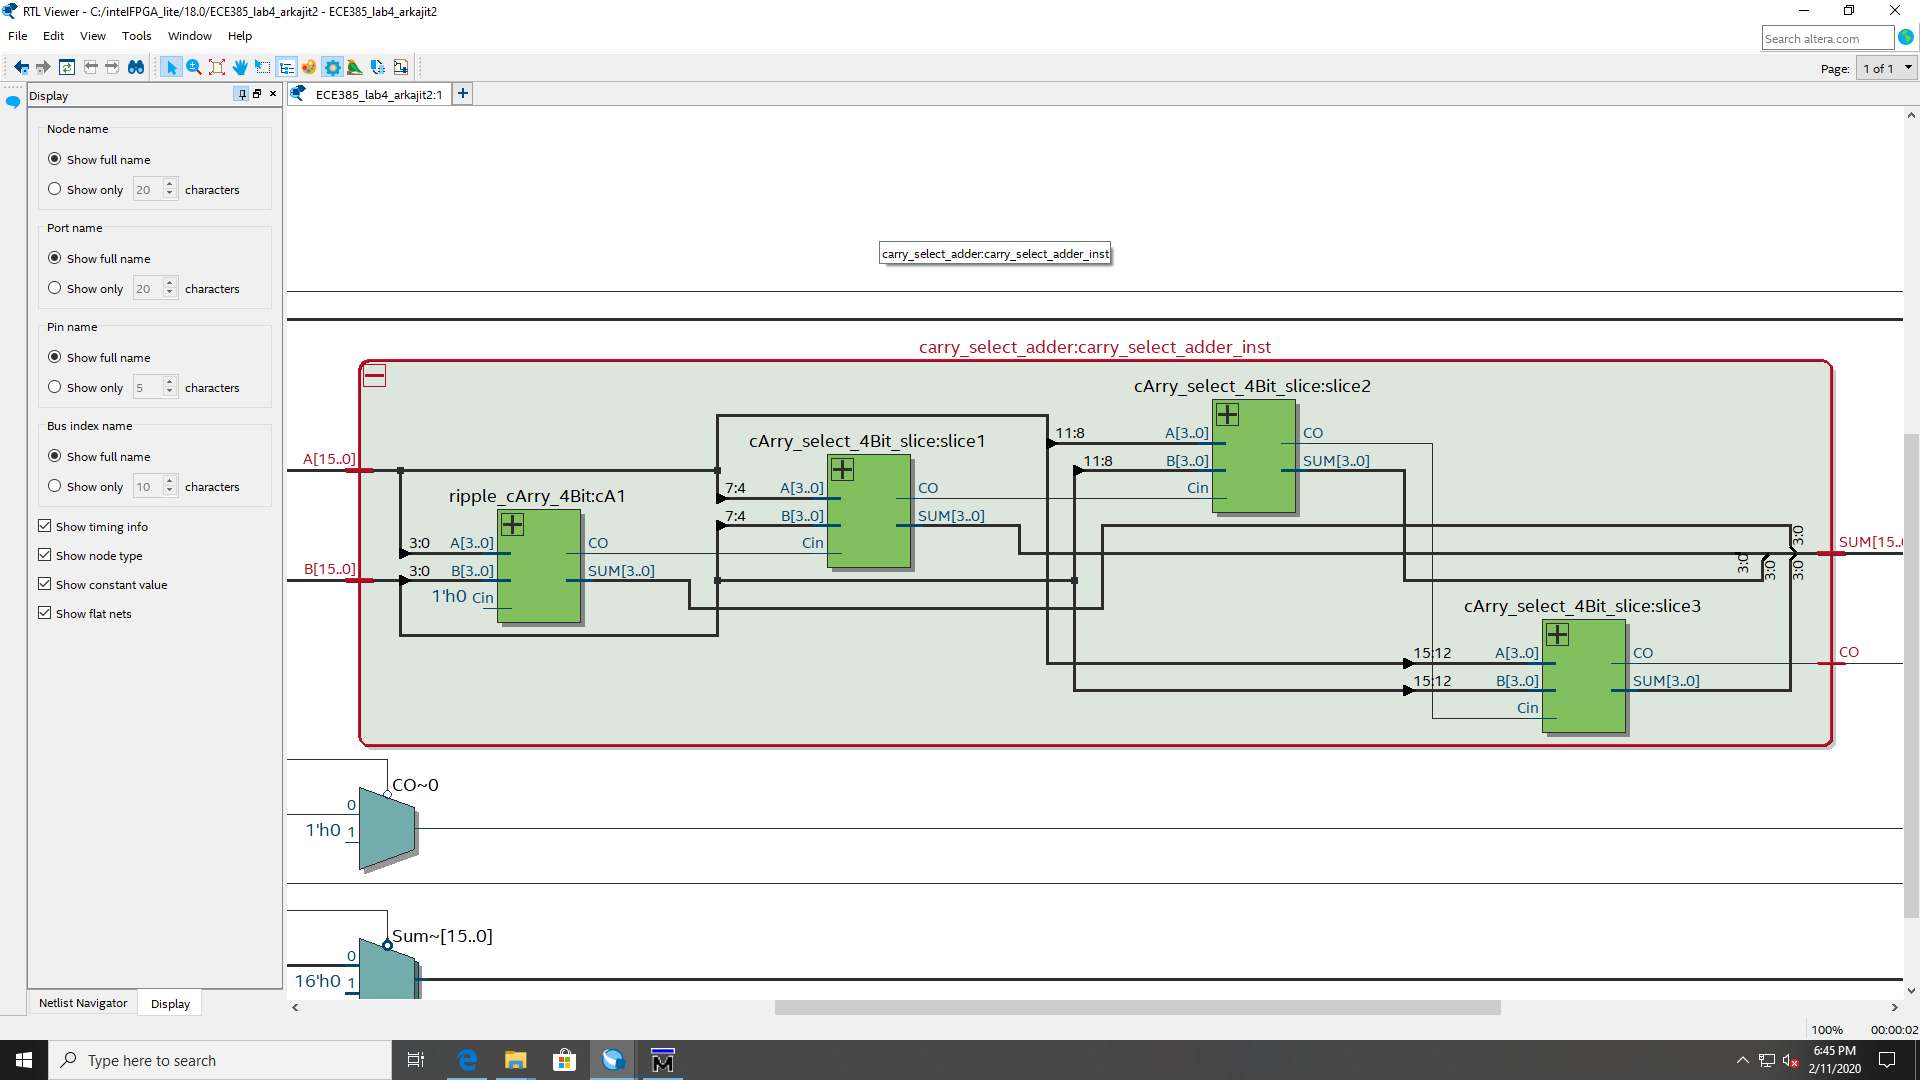 RTL Viewer - C:/intelFPGA_lite/18.0/ECE385_lab4_arkajit2 - ECE385_lab4_arkajit2
File Edit View Tools Window Help
Search altera.com
Page: 1 of 1
Display
ECE385_lab4_arkajit2:1
Node name
Show full name
Show only 20 characters
Port name
Show full name
Show only 20 characters
Pin name
Show full name
Show only 5 characters
Bus index name
Show full name
Show only 10 characters
Show timing info
Show node type
Show constant value
Show flat nets
Netlist Navigator Display
carry_select_adder:carry_select_adder_inst
carry_select_adder:carry_select_adder_inst
cArry_select_4Bit_slice:slice2
11:8 A[3..0] CO
11:8 B[3..0] SUM[3..0]
Cin
cArry_select_4Bit_slice:slice1
7:4 A[3..0] CO
7:4 B[3..0] SUM[3..0]
Cin
A[15..0]
ripple_cArry_4Bit:cA1
3:0 A[3..0] CO
B[15..0]
3:0 B[3..0] SUM[3..0]
1'h0 Cin
3:0
3:0
3:0
3:0
SUM[15..
cArry_select_4Bit_slice:slice3
15:12 A[3..0] CO
15:12 B[3..0] SUM[3..0]
Cin
CO
CO~0
0
1'h0 1
Sum~[15..0]
0
16'h0 1
100% 00:00:02
Type here to search
6:45 PM
2/11/2020